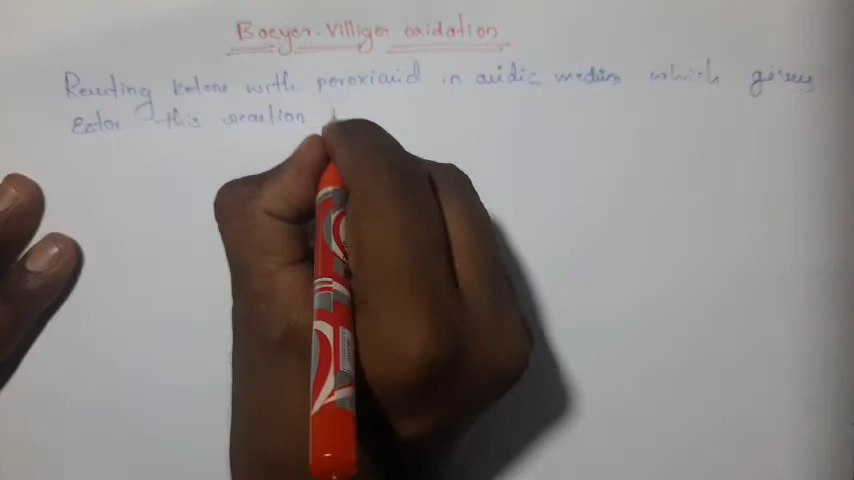 Baeyer-Villiger oxidation
Reacting ketone with peroxiacid in acidic medium which gives
Ester this reaction